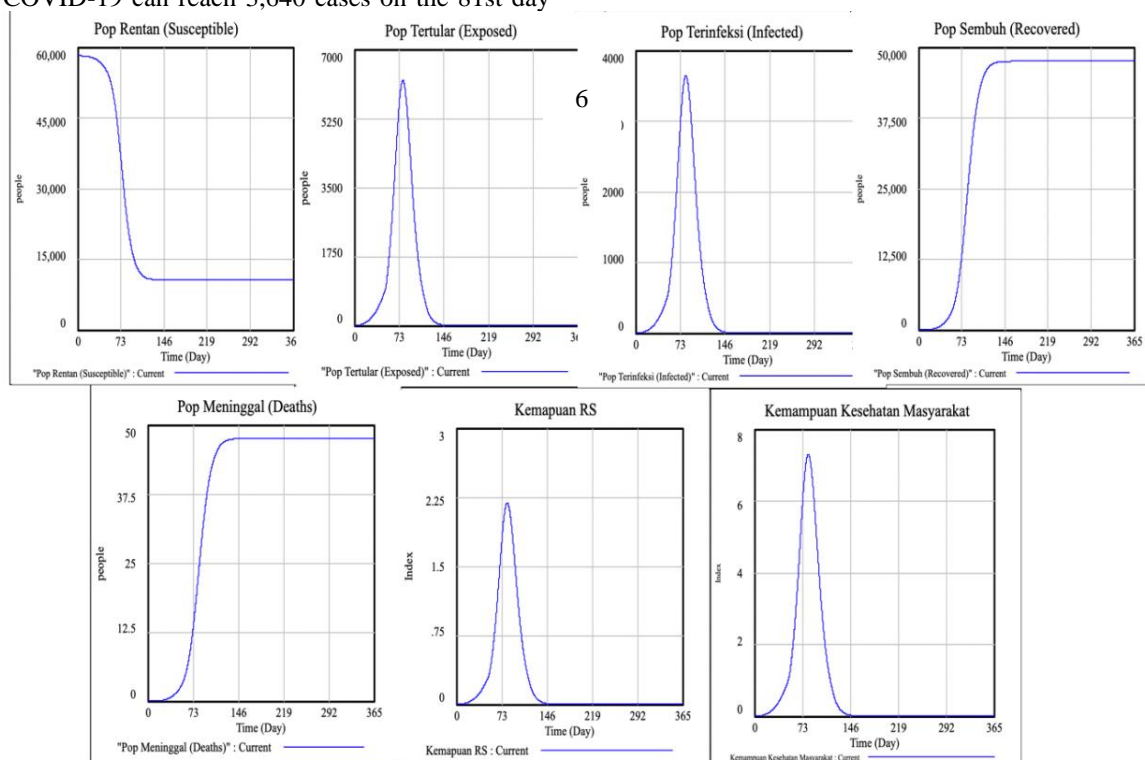 COVID-19 can reach 3,640 cases on the 81st day
Pop Rentan (Susceptible)
60,000
45,000
30,000
15,000
0
people
0 73 146 219 292 36
Time (Day)
"Pop Rentan (Susceptible)" : Current
Pop Tertular (Exposed)
7000
5250
3500
1750
0
people
0 73 146 219 292 36
Time (Day)
"Pop Tertular (Exposed)" : Current
6
Pop Terinfeksi (Infected)
4000
)
2000
1000
0
people
0 73 146 219 292
Time (Day)
"Pop Terinfeksi (Infected)" : Current
Pop Sembuh (Recovered)
50,000
37,500
25,000
12,500
0
people
0 73 146 219 292 365
Time (Day)
"Pop Sembuh (Recovered)" : Current
Pop Meninggal (Deaths)
50
37.5
25
12.5
0
people
0 73 146 219 292 365
Time (Day)
"Pop Meninggal (Deaths)" : Current
Kemapuan RS
3
2.25
1.5
.75
0
Index
0 73 146 219 292 365
Time (Day)
Kemapuan RS : Current
Kemampuan Kesehatan Masyarakat
8
6
4
2
0
Index
0 73 146 219 292 365
Time (Day)
Kemampuan Kesehatan Masyarakat : Current